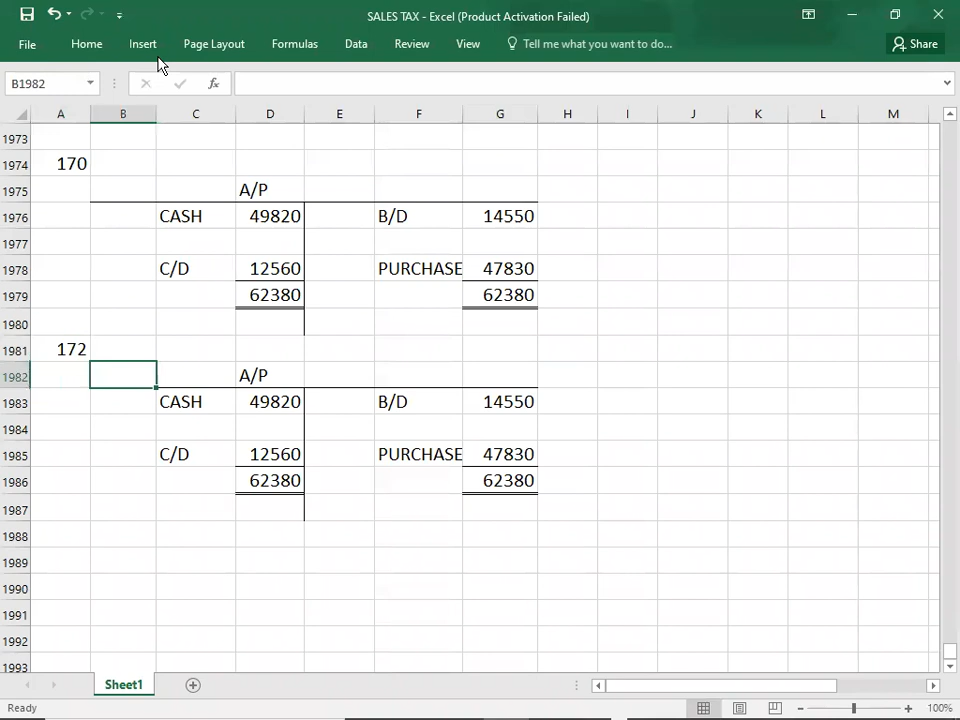 SALES TAX - Excel (Product Activation Failed)
File Home Insert Page Layout Formulas Data Review View Tell me what you want to do... Share
B1982 fx
A B C D E F G H I J K L M
1973
1974 170
1975 A/P
1976 CASH 49820 B/D 14550
1977
1978 C/D 12560 PURCHASE 47830
1979 62380 62380
1980
1981 172
1982 A/P
1983 CASH 49820 B/D 14550
1984
1985 C/D 12560 PURCHASE 47830
1986 62380 62380
1987
1988
1989
1990
1991
1992
1993
Sheet1
Ready 100%